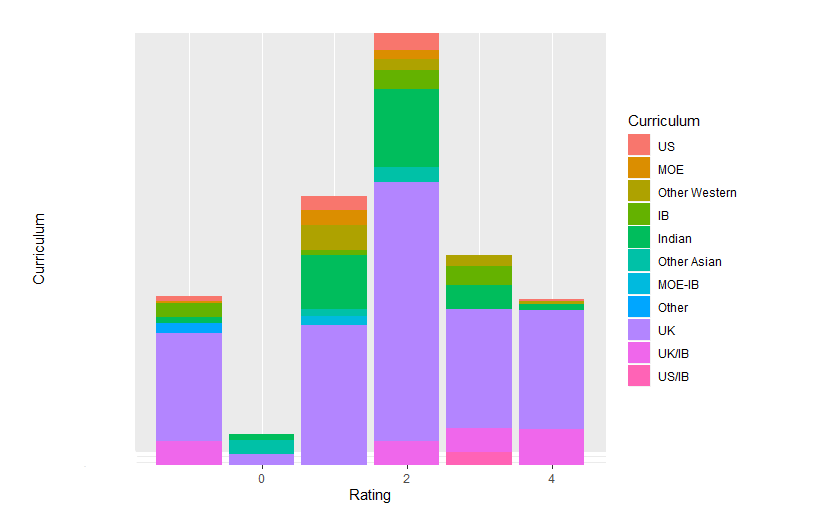 Curriculum
Curriculum
US
MOE
Other Western
IB
Indian
Other Asian
MOE-IB
Other
UK
UK/IB
US/IB
0
2
4
Rating